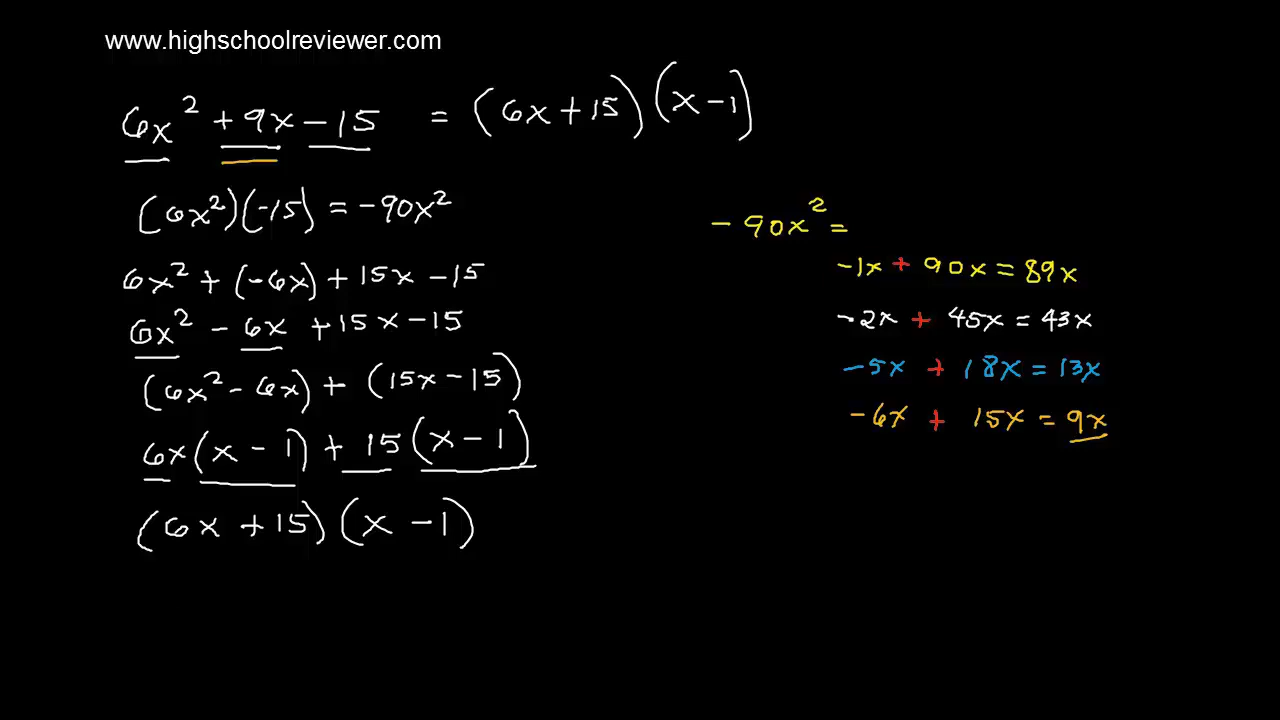 www.highschoolreviewer.com
6x² + 9x − 15 = (6x + 15)(x − 1)
(6x²)(-15) = -90x²
6x² + (-6x) + 15x − 15
6x² − 6x + 15x − 15
(6x² − 6x) + (15x − 15)
6x(x − 1) + 15(x − 1)
(6x + 15)(x − 1)
− 90x² =
-1x + 90x = 89x
-2x + 45x = 43x
-5x + 18x = 13x
-6x + 15x = 9x